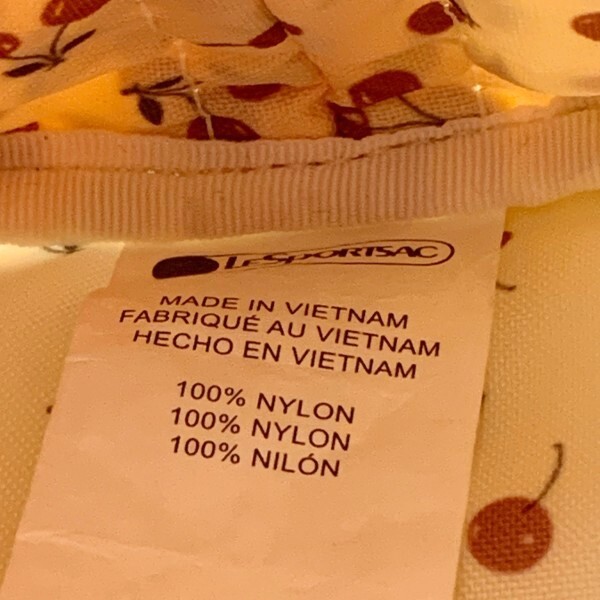 LeSportsac
MADE IN VIETNAM
FABRIQUÉ AU VIETNAM
HECHO EN VIETNAM
100% NYLON
100% NYLON
100% NILÓN